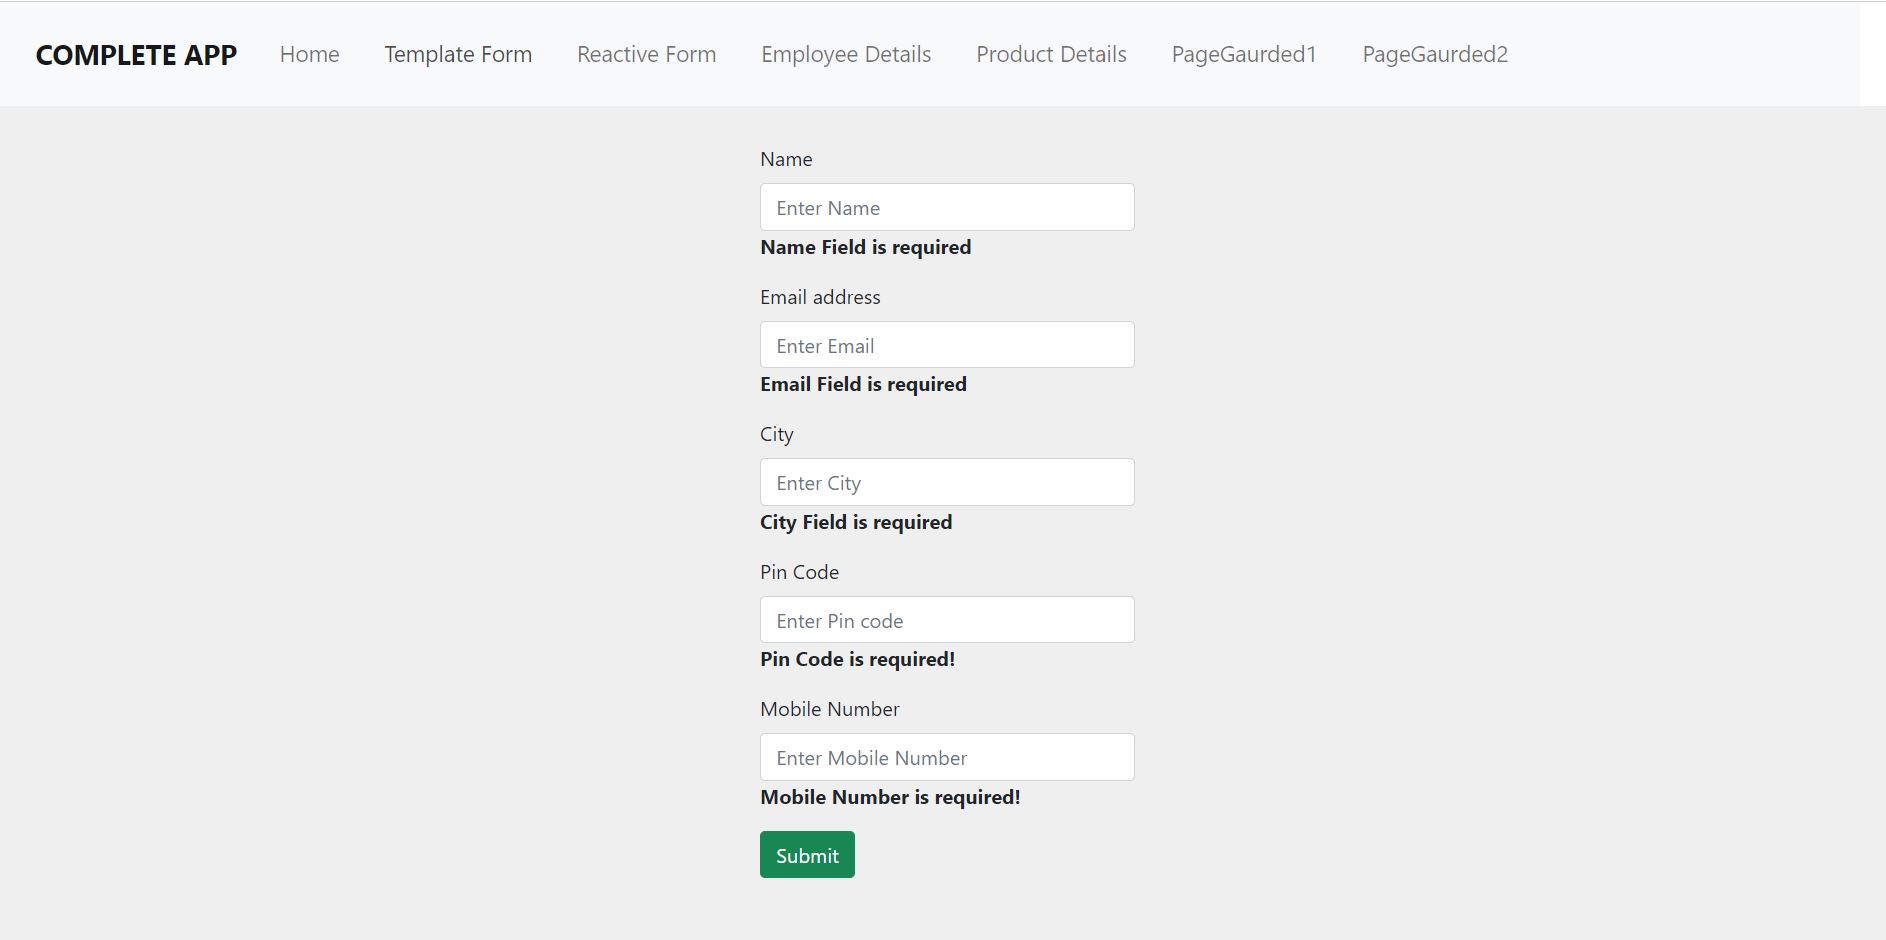 COMPLETE APP Home Template Form Reactive Form Employee Details Product Details PageGaurded1 PageGaurded2
Name
Enter Name
Name Field is required
Email address
Enter Email
Email Field is required
City
Enter City
City Field is required
Pin Code
Enter Pin code
Pin Code is required!
Mobile Number
Enter Mobile Number
Mobile Number is required!
Submit